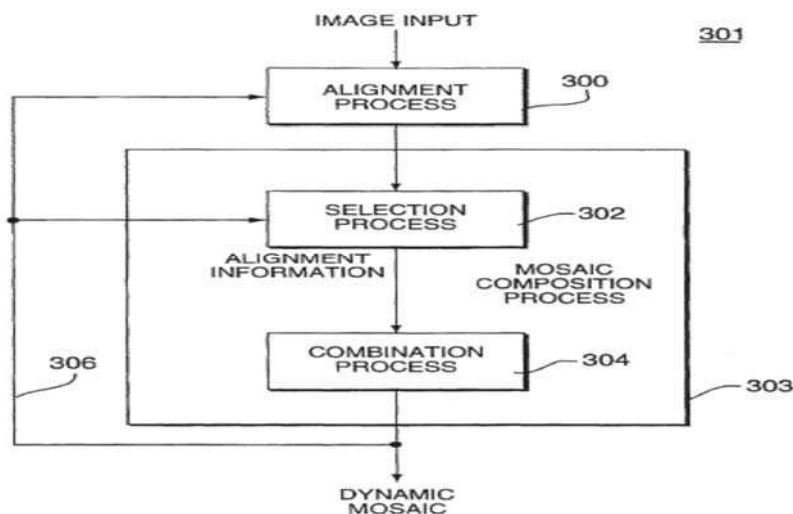 IMAGE INPUT
301
ALIGNMENT
PROCESS
300
SELECTION
PROCESS
302
ALIGNMENT
INFORMATION
MOSAIC
COMPOSITION
PROCESS
COMBINATION
PROCESS
304
306
303
DYNAMIC
MOSAIC